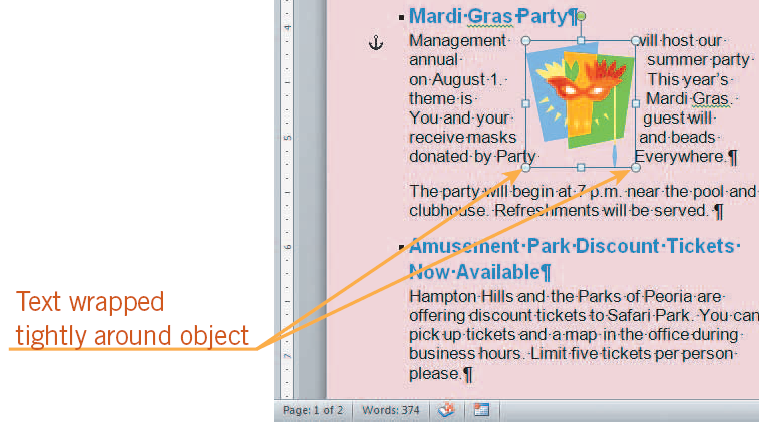 Mardi Gras Party¶
Management will host our
annual summer party
on August 1. This year's
theme is Mardi Gras.
You and your guest will
receive masks and beads
donated by Party Everywhere.¶
The party will begin at 7 p.m. near the pool and
clubhouse. Refreshments will be served. ¶
Amusement Park Discount Tickets
Now Available¶
Hampton Hills and the Parks of Peoria are
offering discount tickets to Safari Park. You can
pick up tickets and a map in the office during
business hours. Limit five tickets per person
please.¶
Text wrapped
tightly around object
4
5
6
7
Page: 1 of 2 Words: 374